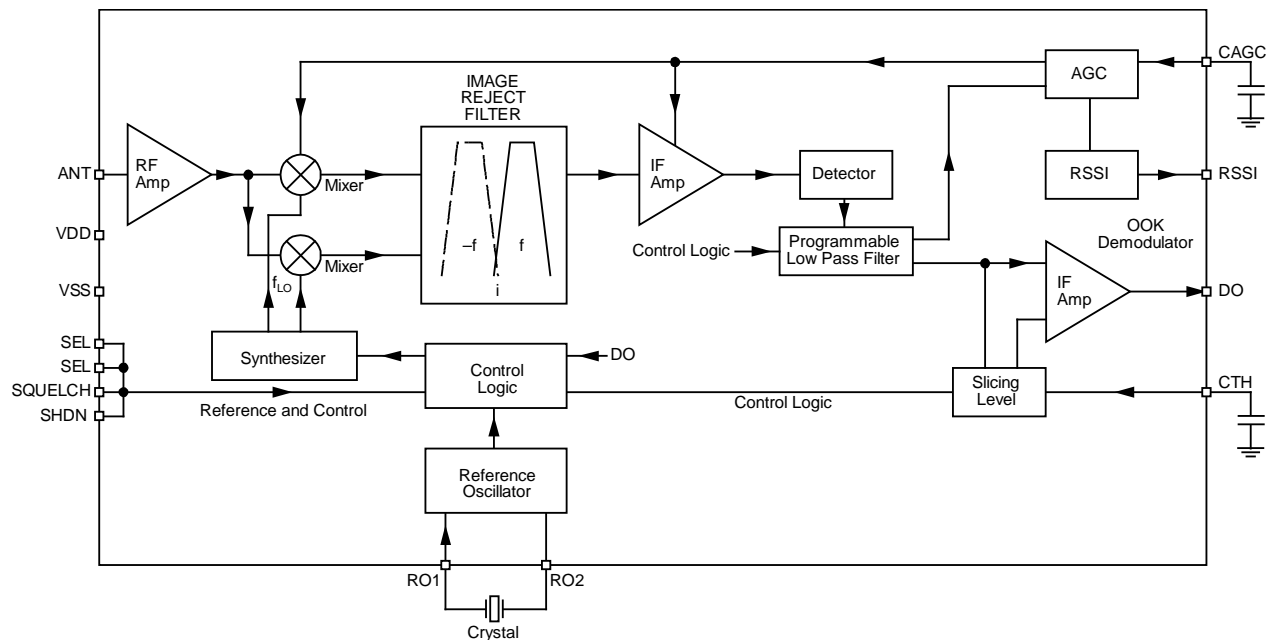 CAGC
AGC
IMAGE
REJECT
FILTER
ANT
RF
Amp
Mixer
IF
Amp
Detector
RSSI
RSSI
VDD
–f
f
Mixer
Control Logic
Programmable
Low Pass Filter
OOK
Demodulator
fLO
i
IF
Amp
VSS
DO
SEL
Synthesizer
DO
SEL
Control
Logic
SQUELCH
Slicing
Level
CTH
SHDN
Reference and Control
Control Logic
Reference
Oscillator
RO1
RO2
Crystal